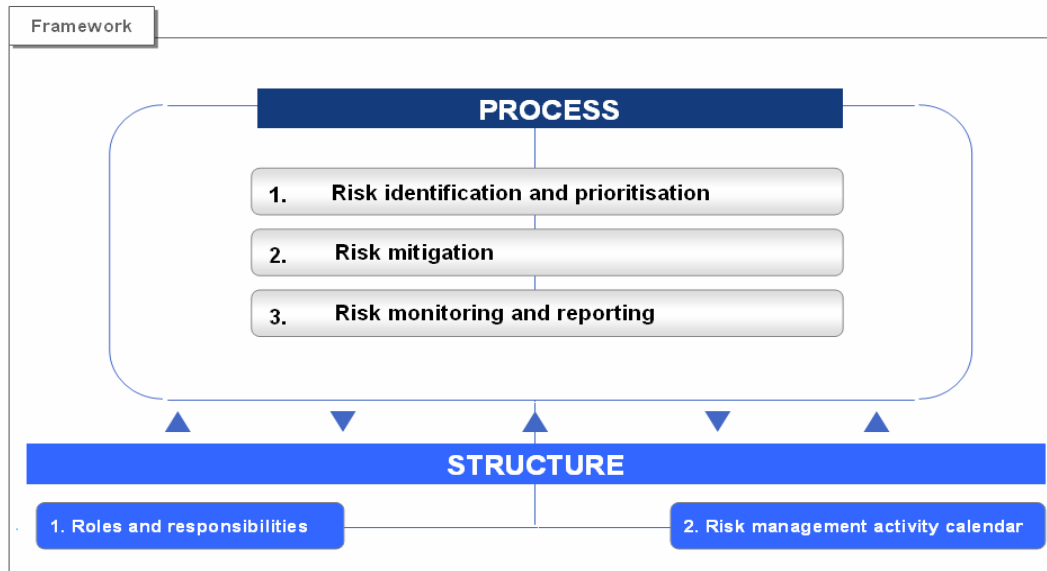 Framework
PROCESS
1. Risk identification and prioritisation
2. Risk mitigation
3. Risk monitoring and reporting
STRUCTURE
1. Roles and responsibilities
2. Risk management activity calendar